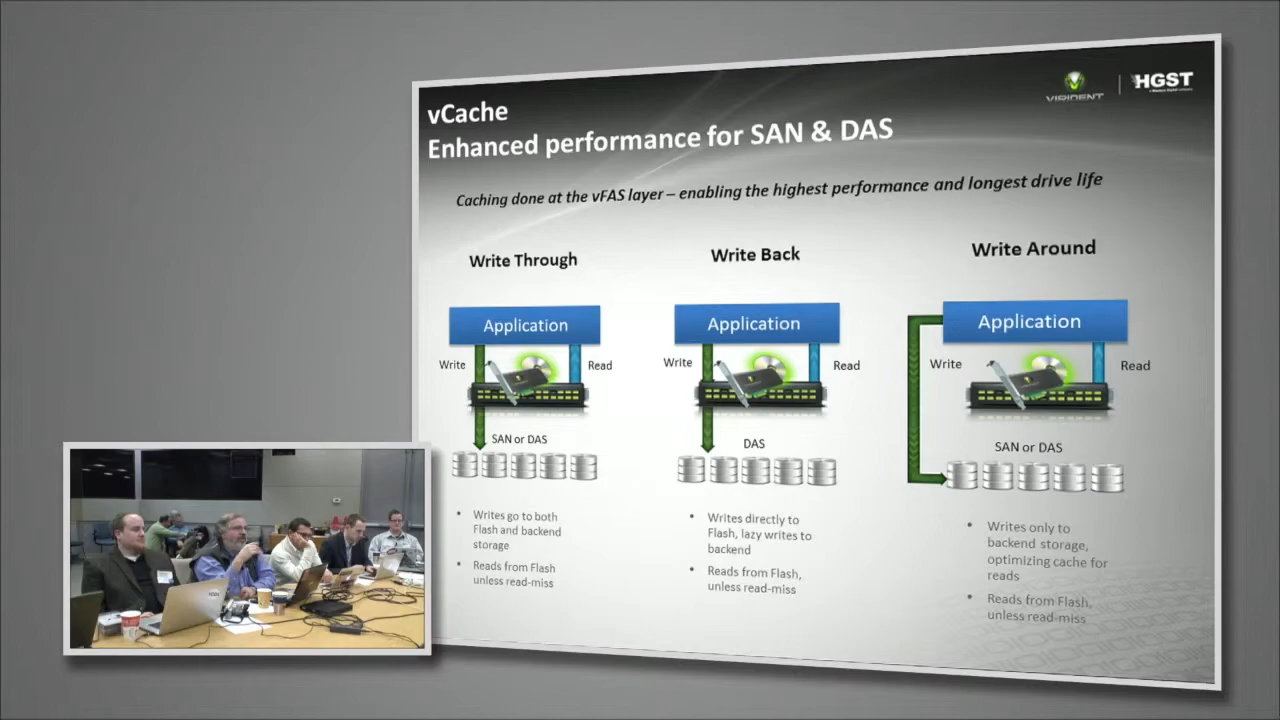 VIRIDENT
HGST
vCache
Enhanced performance for SAN & DAS
Caching done at the vFAS layer – enabling the highest performance and longest drive life
Write Through
Write Back
Write Around
Application
Write
Read
SAN or DAS
• Writes go to both
Flash and backend
storage
• Reads from Flash
unless read-miss
Application
Write
Read
DAS
• Writes directly to
Flash, lazy writes to
backend
• Reads from Flash,
unless read-miss
Application
Write
Read
SAN or DAS
• Writes only to
backend storage,
optimizing cache for
reads
• Reads from Flash,
unless read-miss